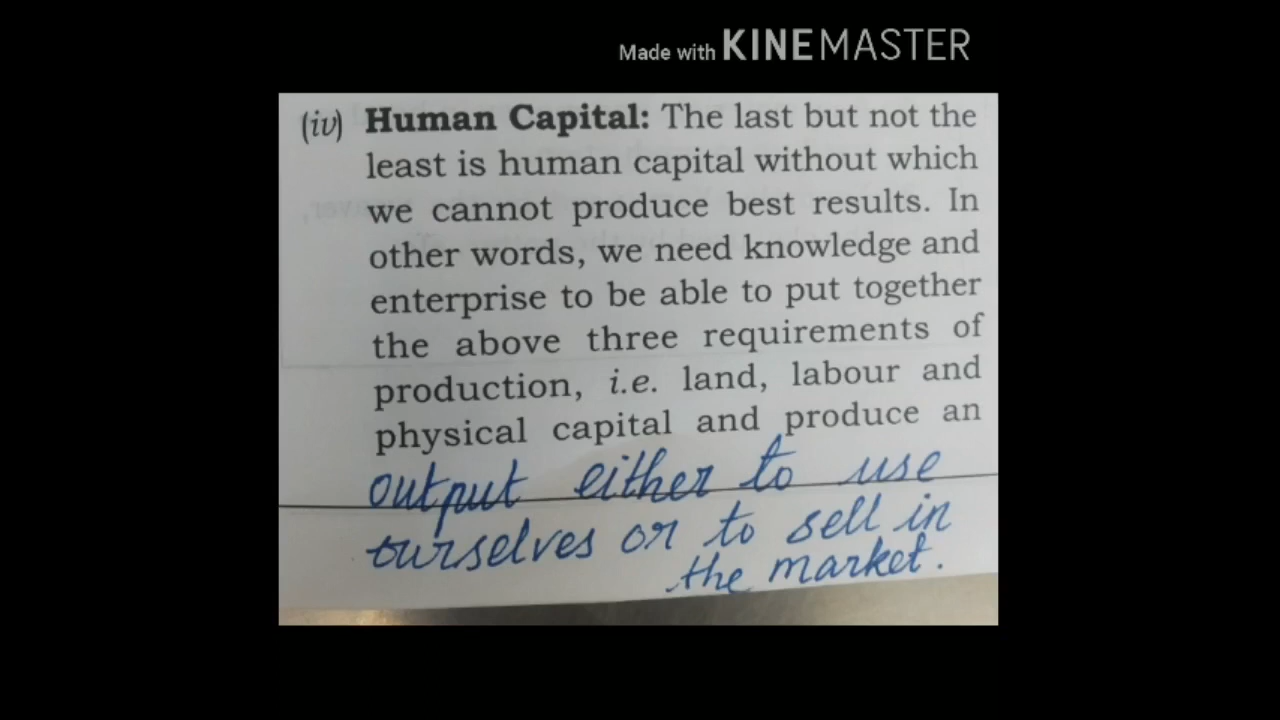 Made with KINEMASTER
(iv) Human Capital: The last but not the
least is human capital without which
we cannot produce best results. In
other words, we need knowledge and
enterprise to be able to put together
the above three requirements of
production, i.e. land, labour and
physical capital and produce an
output either to use
ourselves or to sell in
the market.